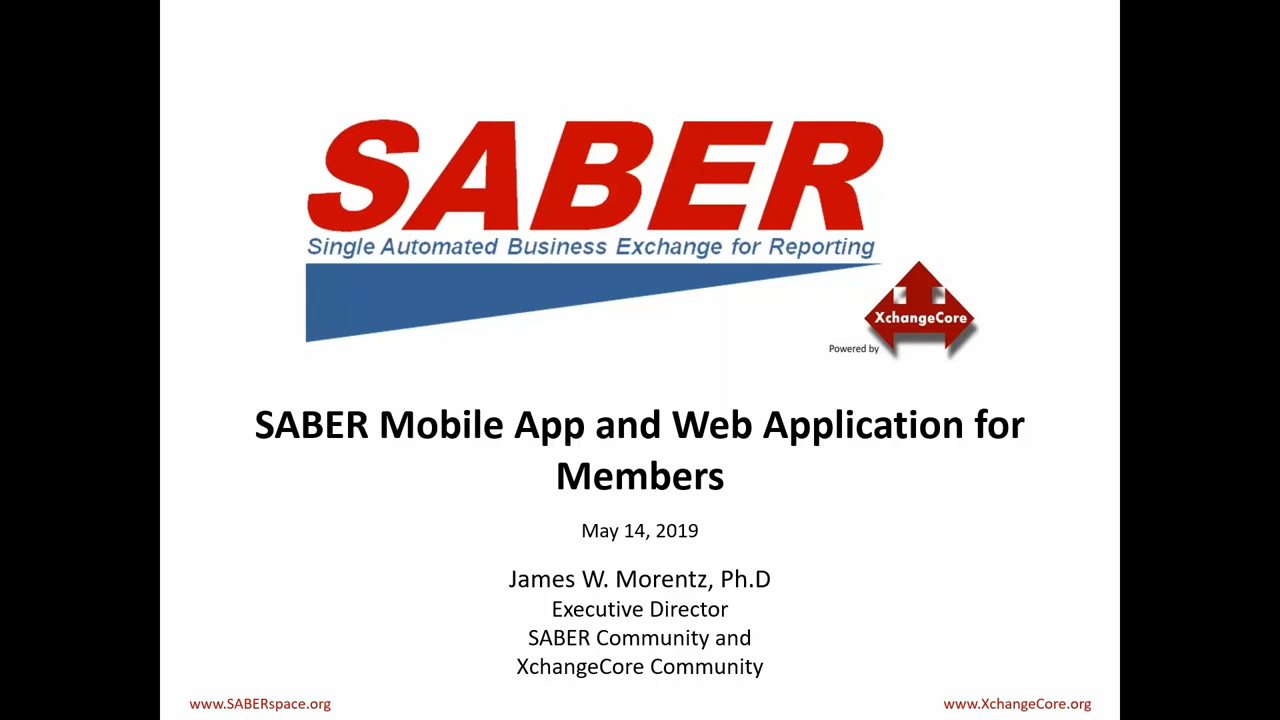 SABER
Single Automated Business Exchange for Reporting
XchangeCore
Powered by
SABER Mobile App and Web Application for
Members
May 14, 2019
James W. Morentz, Ph.D
Executive Director
SABER Community and
XchangeCore Community
www.SABERspace.org
www.XchangeCore.org